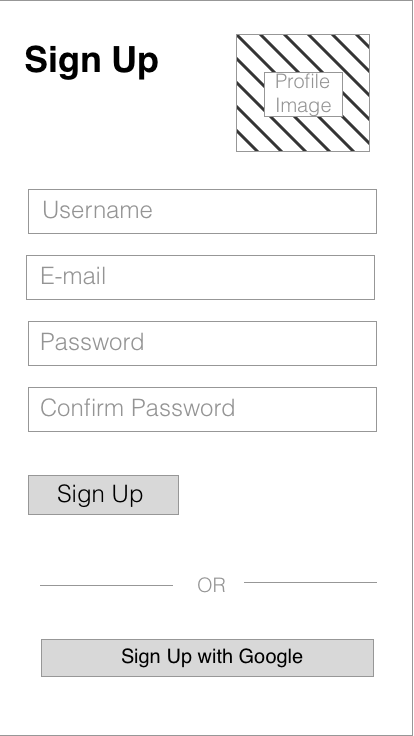 Sign Up
Profile
Image
Username
E-mail
Password
Confirm Password
Sign Up
OR
Sign Up with Google